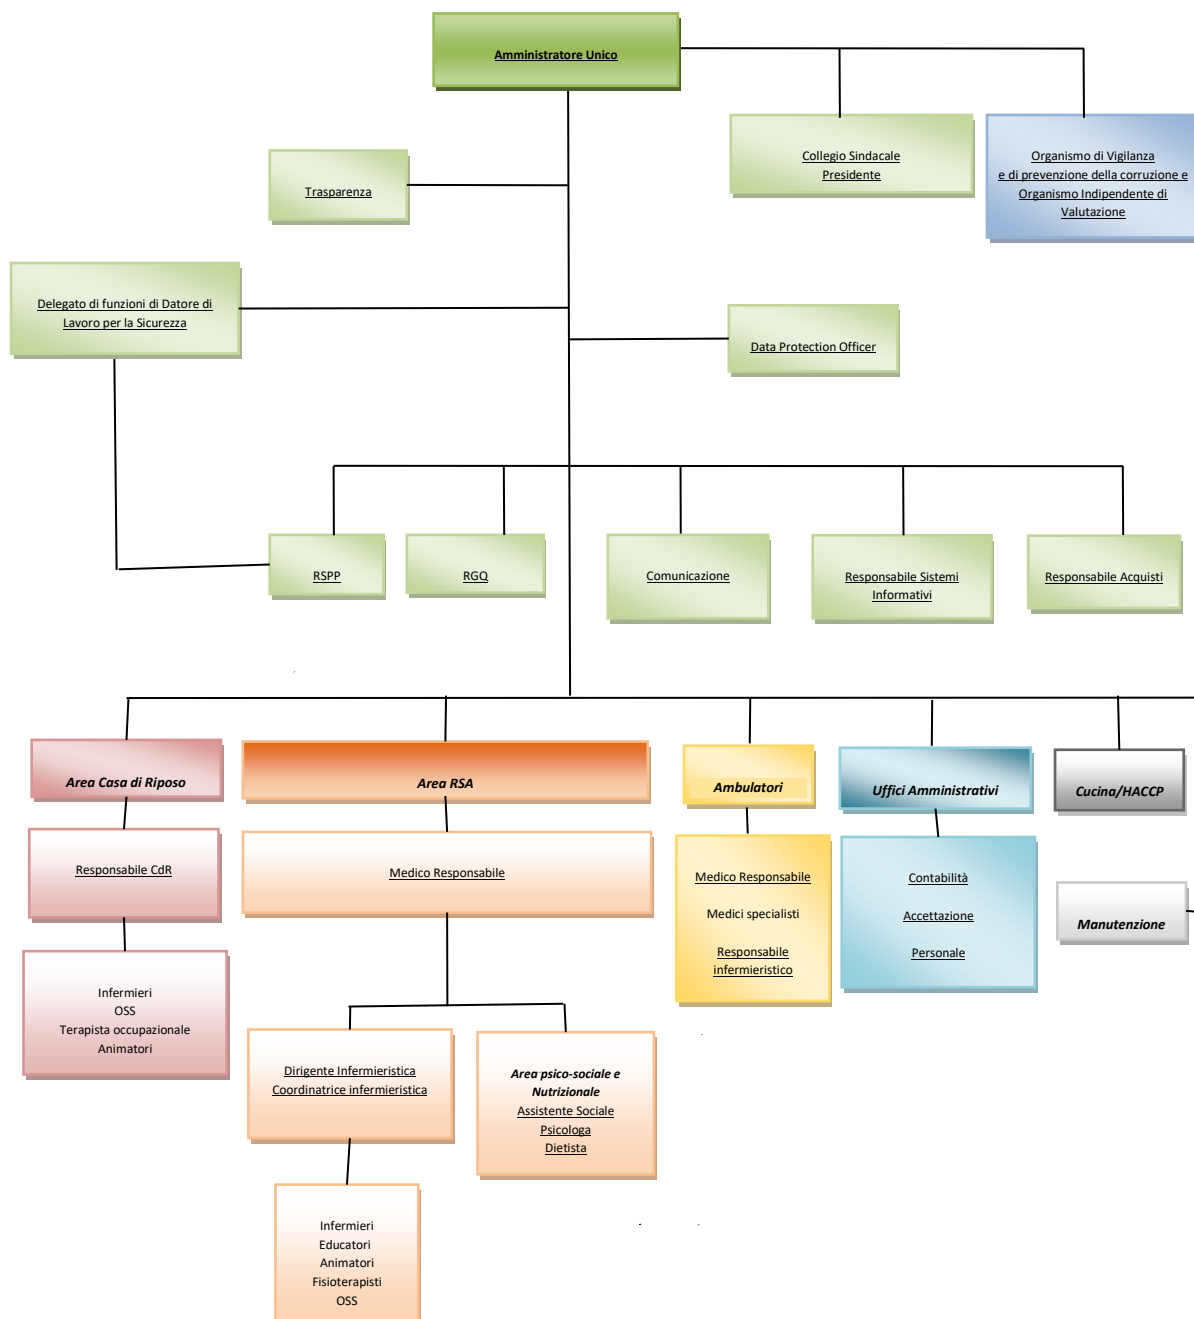 Amministratore Unico
Collegio Sindacale
Presidente
Organismo di Vigilanza
e di prevenzione della corruzione e
Organismo Indipendente di
Valutazione
Trasparenza
Delegato di funzioni di Datore di
Lavoro per la Sicurezza
Data Protection Officer
RSPP
RGQ
Comunicazione
Responsabile Sistemi
Informativi
Responsabile Acquisti
Area Casa di Riposo
Area RSA
Ambulatori
Uffici Amministrativi
Cucina/HACCP
Responsabile CdR
Medico Responsabile
Medico Responsabile
Medici specialisti
Responsabile
infermieristico
Contabilità
Accettazione
Personale
Manutenzione
Infermieri
OSS
Terapista occupazionale
Animatori
Dirigente Infermieristica
Coordinatrice infermieristica
Area psico-sociale e
Nutrizionale
Assistente Sociale
Psicologa
Dietista
Infermieri
Educatori
Animatori
Fisioterapisti
OSS